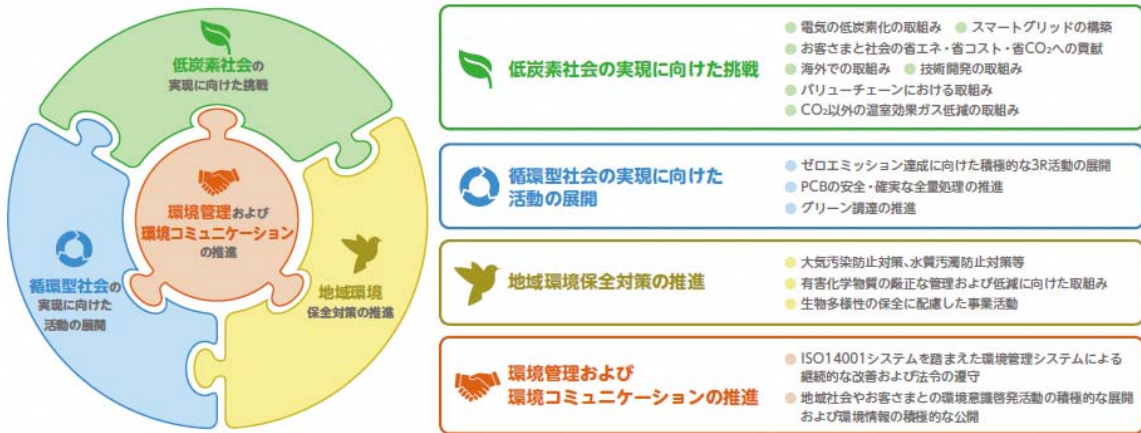 低炭素社会の
実現に向けた挑戦
環境管理および
環境コミュニケーション
の推進
循環型社会の
実現に向けた
活動の展開
地域環境
保全対策の推進
低炭素社会の実現に向けた挑戦
電気の低炭素化の取組み スマートグリッドの構築
お客さまと社会の省エネ・省コスト・省CO₂への貢献
海外での取組み 技術開発の取組み
バリューチェーンにおける取組み
CO₂以外の温室効果ガス低減の取組み
循環型社会の実現に向けた
活動の展開
ゼロエミッション達成に向けた積極的な3R活動の展開
PCBの安全・確実な全量処理の推進
グリーン調達の推進
地域環境保全対策の推進
大気汚染防止対策、水質汚濁防止対策等
有害化学物質の厳正な管理および低減に向けた取組み
生物多様性の保全に配慮した事業活動
環境管理および
環境コミュニケーションの推進
ISO14001システムを踏まえた環境管理システムによる
継続的な改善および法令の遵守
地域社会やお客さまとの環境意識啓発活動の積極的な展開
および環境情報の積極的な公開